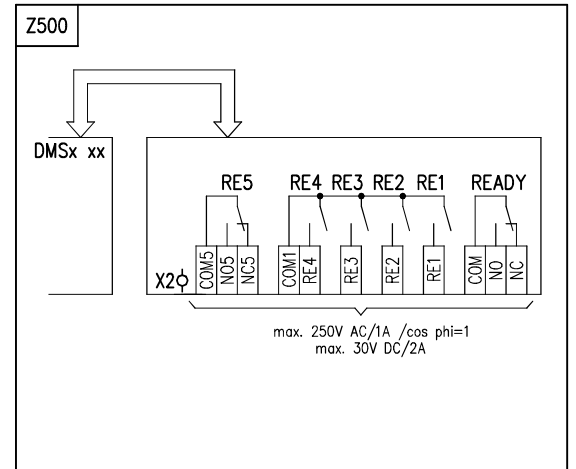 Z500
DMSx xx
RE5 RE4 RE3 RE2 RE1 READY
X2 COM5 NO5 NC5 COM1 RE4 RE3 RE2 RE1 COM NO NC
max. 250V AC/1A /cos phi=1
max. 30V DC/2A